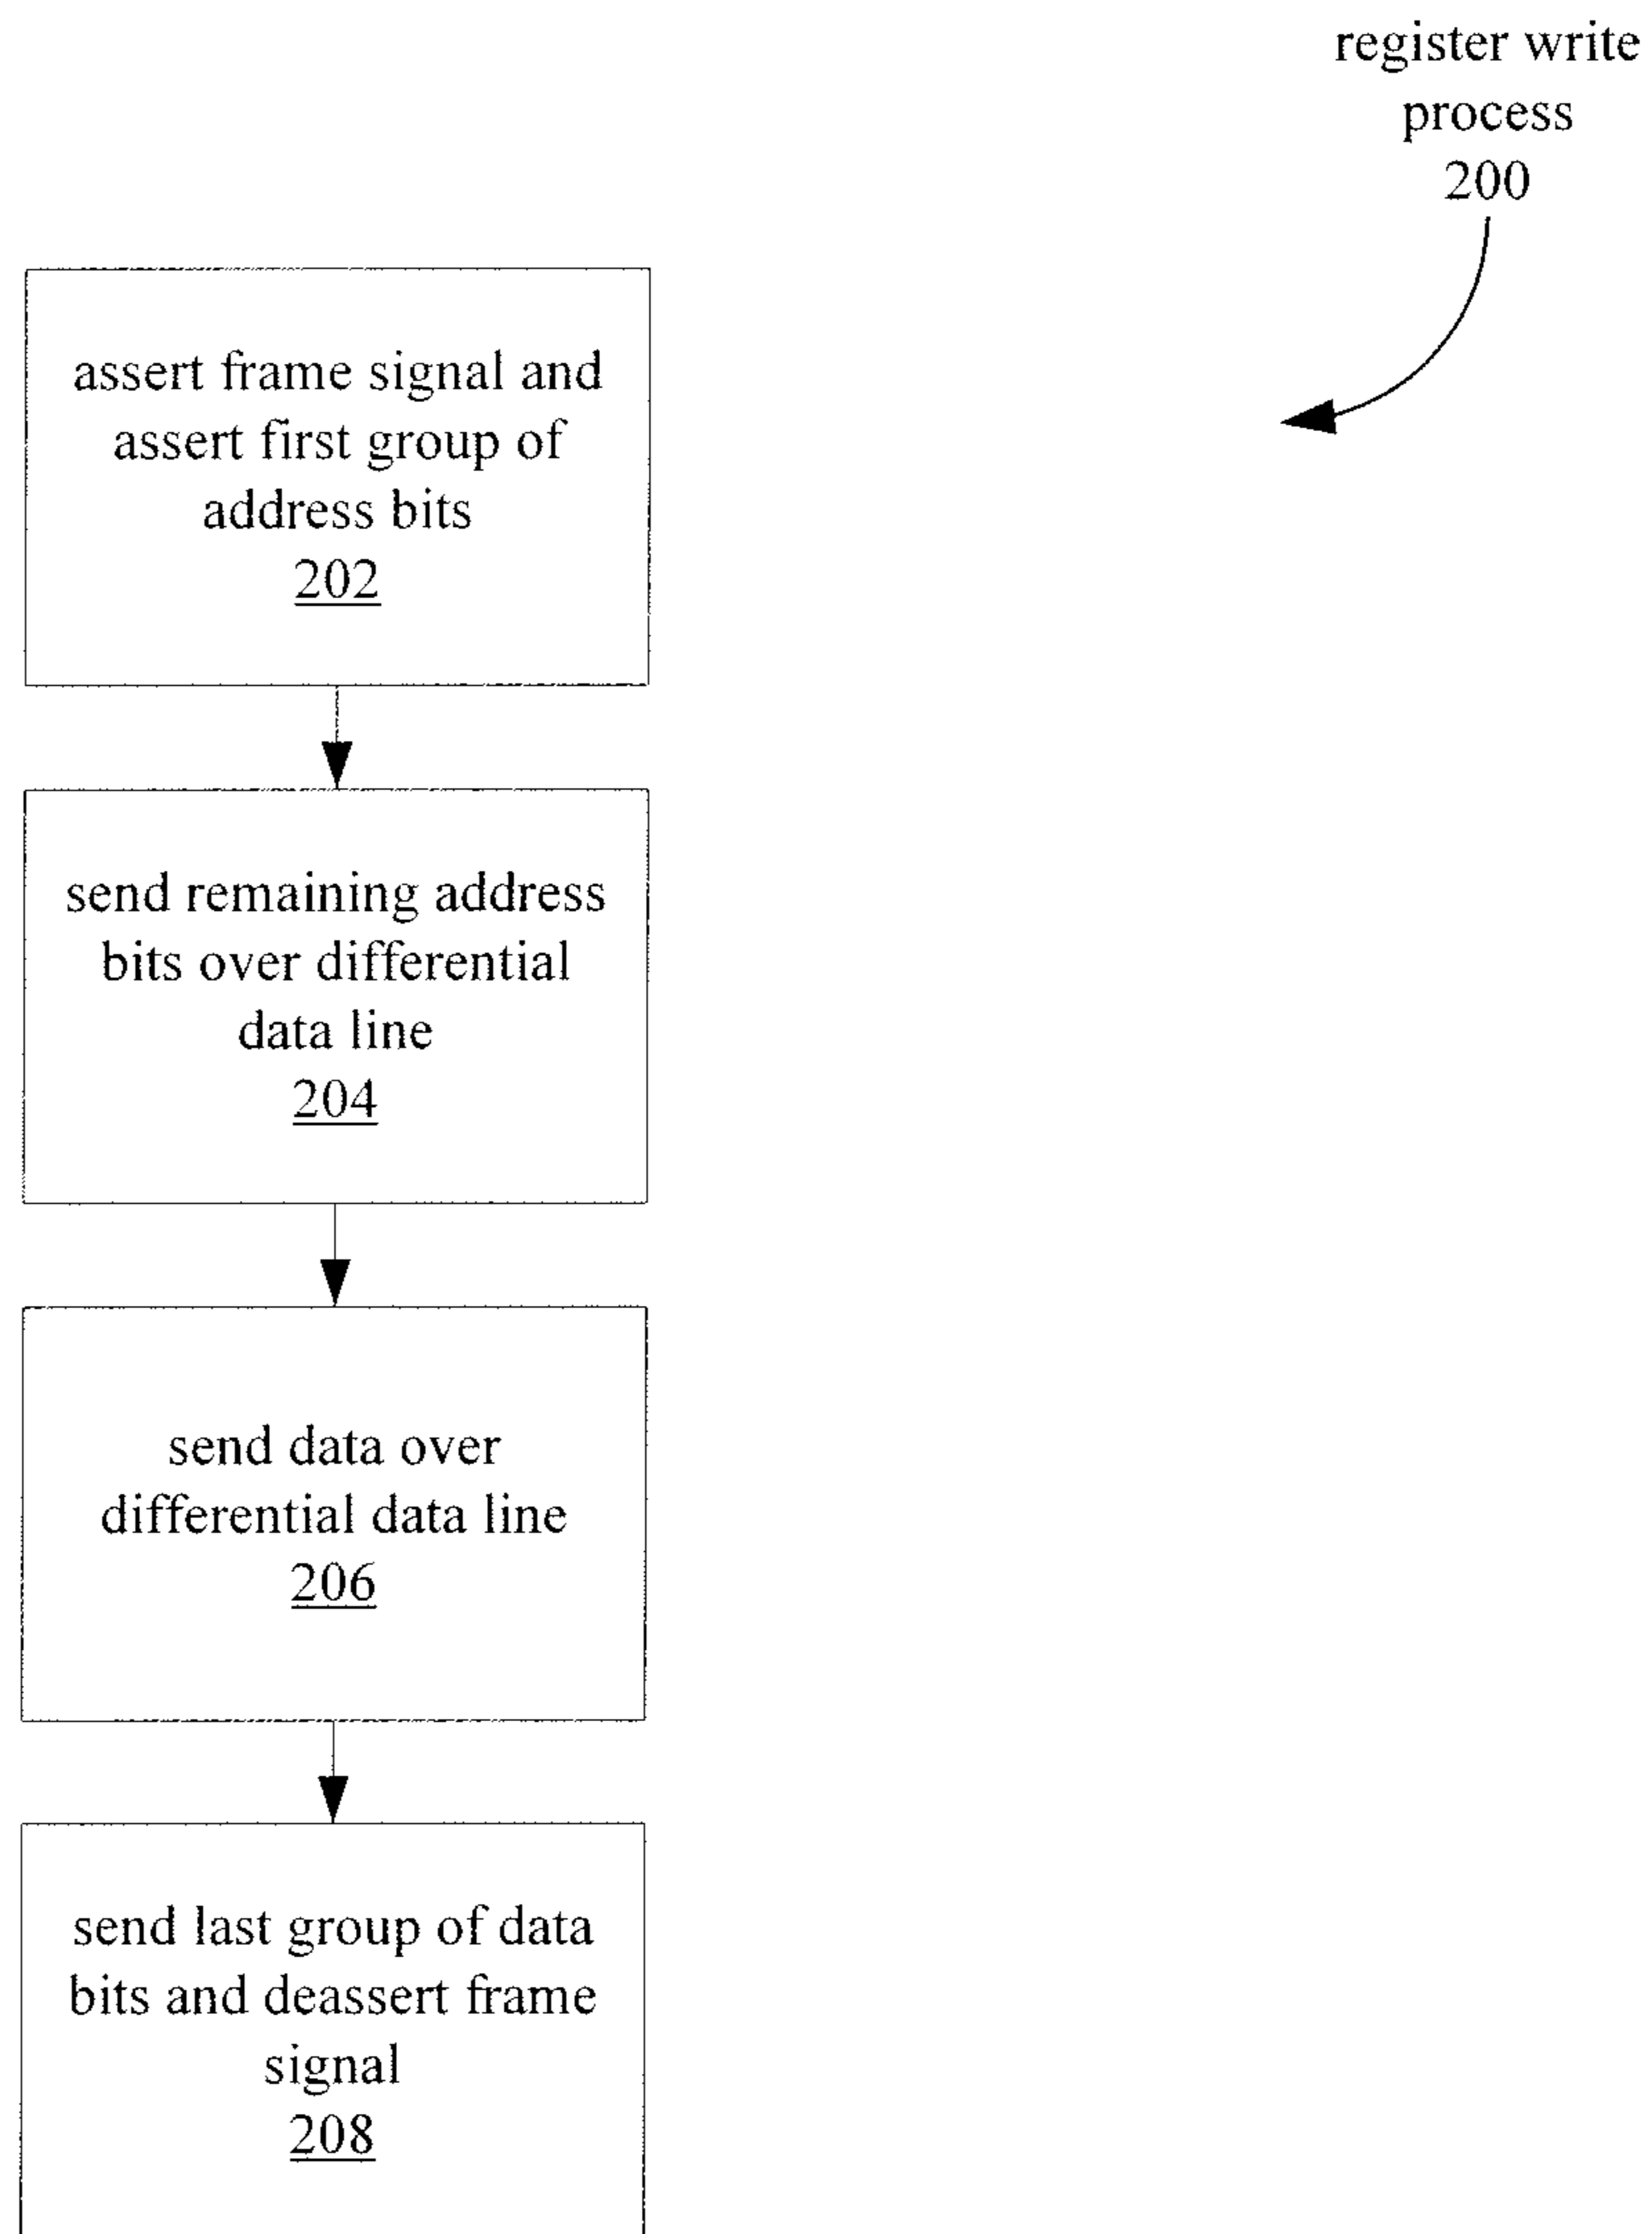 register write
process
200
assert frame signal and
assert first group of
address bits
202
send remaining address
bits over differential
data line
204
send data over
differential data line
206
send last group of data
bits and deassert frame
signal
208